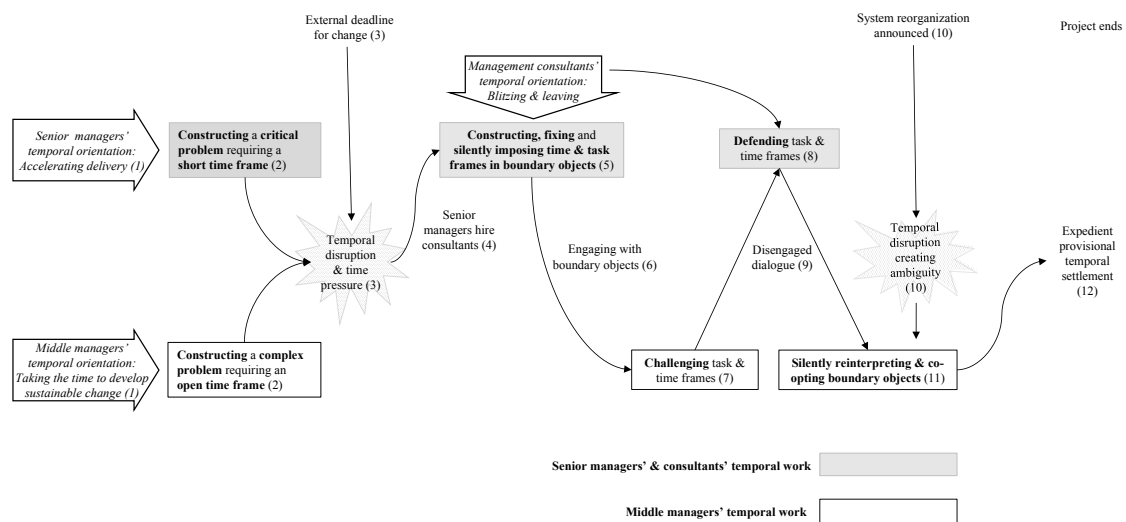 External deadline
for change (3)
System reorganization
announced (10)
Project ends
Management consultants'
temporal orientation:
Blitzing & leaving
Senior managers'
temporal orientation:
Accelerating delivery (1)
Constructing a critical
problem requiring a
short time frame (2)
Constructing, fixing and
silently imposing time & task
frames in boundary objects (5)
Defending task &
time frames (8)
Temporal
disruption
& time
pressure (3)
Senior
managers hire
consultants (4)
Engaging with
boundary objects (6)
Disengaged
dialogue (9)
Temporal
disruption
creating
ambiguity
(10)
Expedient
provisional
temporal
settlement
(12)
Middle managers'
temporal orientation:
Taking the time to develop
sustainable change (1)
Constructing a complex
problem requiring an
open time frame (2)
Challenging task &
time frames (7)
Silently reinterpreting & co-
opting boundary objects (11)
Senior managers' & consultants' temporal work
Middle managers' temporal work